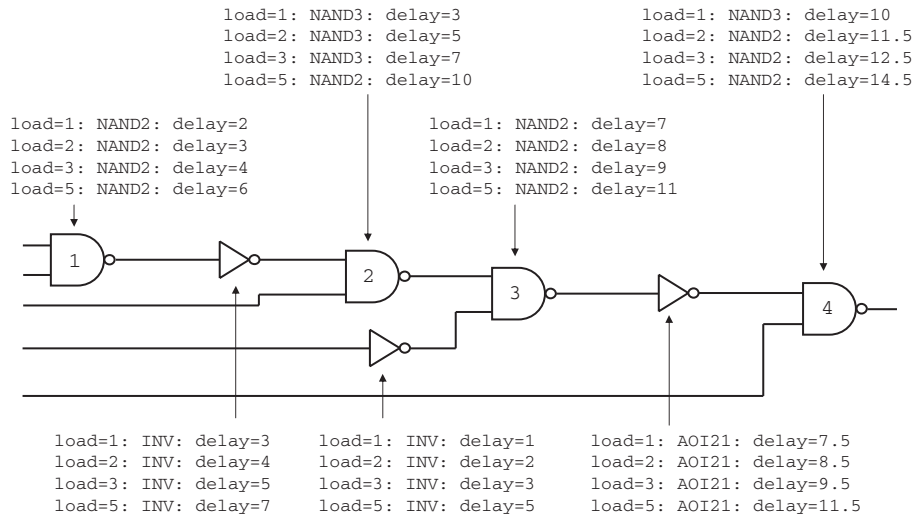 load=1: NAND3: delay=3
load=2: NAND3: delay=5
load=3: NAND3: delay=7
load=5: NAND2: delay=10
load=1: NAND3: delay=10
load=2: NAND2: delay=11.5
load=3: NAND2: delay=12.5
load=5: NAND2: delay=14.5
load=1: NAND2: delay=2
load=2: NAND2: delay=3
load=3: NAND2: delay=4
load=5: NAND2: delay=6
load=1: NAND2: delay=7
load=2: NAND2: delay=8
load=3: NAND2: delay=9
load=5: NAND2: delay=11
1
2
3
4
load=1: INV: delay=3
load=2: INV: delay=4
load=3: INV: delay=5
load=5: INV: delay=7
load=1: INV: delay=1
load=2: INV: delay=2
load=3: INV: delay=3
load=5: INV: delay=5
load=1: AOI21: delay=7.5
load=2: AOI21: delay=8.5
load=3: AOI21: delay=9.5
load=5: AOI21: delay=11.5